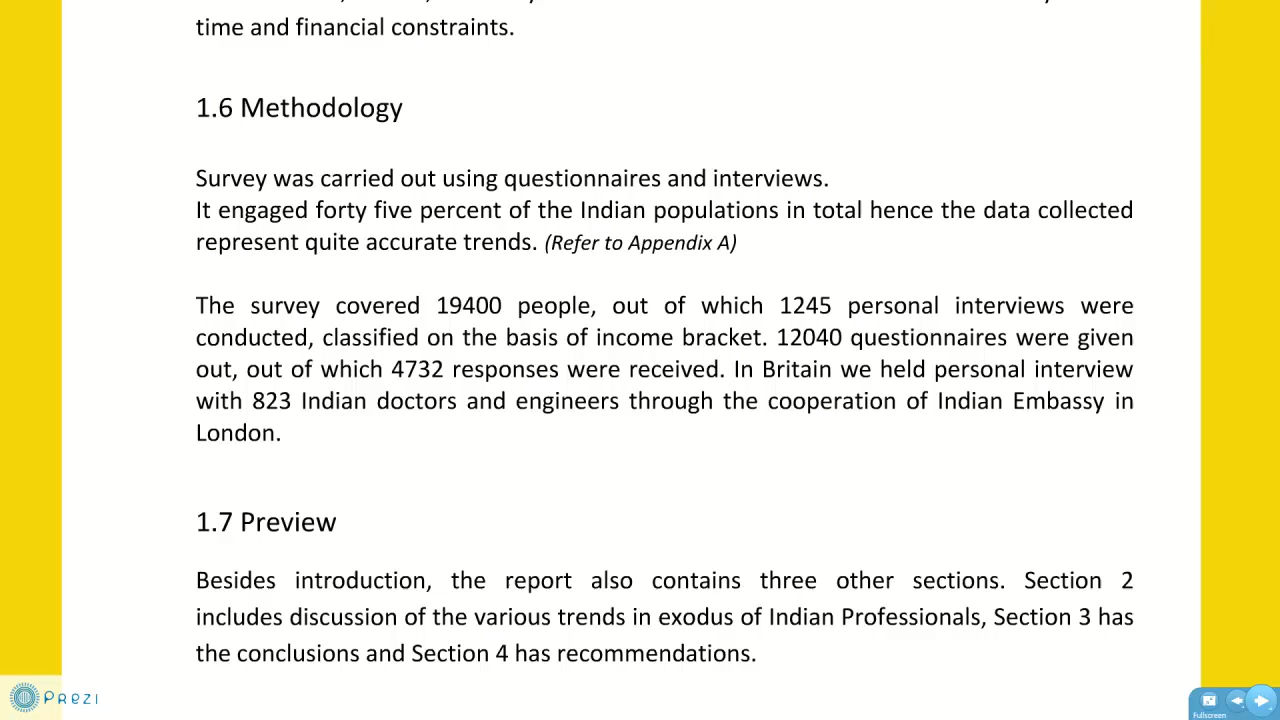 time and financial constraints.
1.6 Methodology
Survey was carried out using questionnaires and interviews.
It engaged forty five percent of the Indian populations in total hence the data collected
represent quite accurate trends. (Refer to Appendix A)
The survey covered 19400 people, out of which 1245 personal interviews were
conducted, classified on the basis of income bracket. 12040 questionnaires were given
out, out of which 4732 responses were received. In Britain we held personal interview
with 823 Indian doctors and engineers through the cooperation of Indian Embassy in
London.
1.7 Preview
Besides introduction, the report also contains three other sections. Section 2
includes discussion of the various trends in exodus of Indian Professionals, Section 3 has
the conclusions and Section 4 has recommendations.
Prezi
Fullscreen